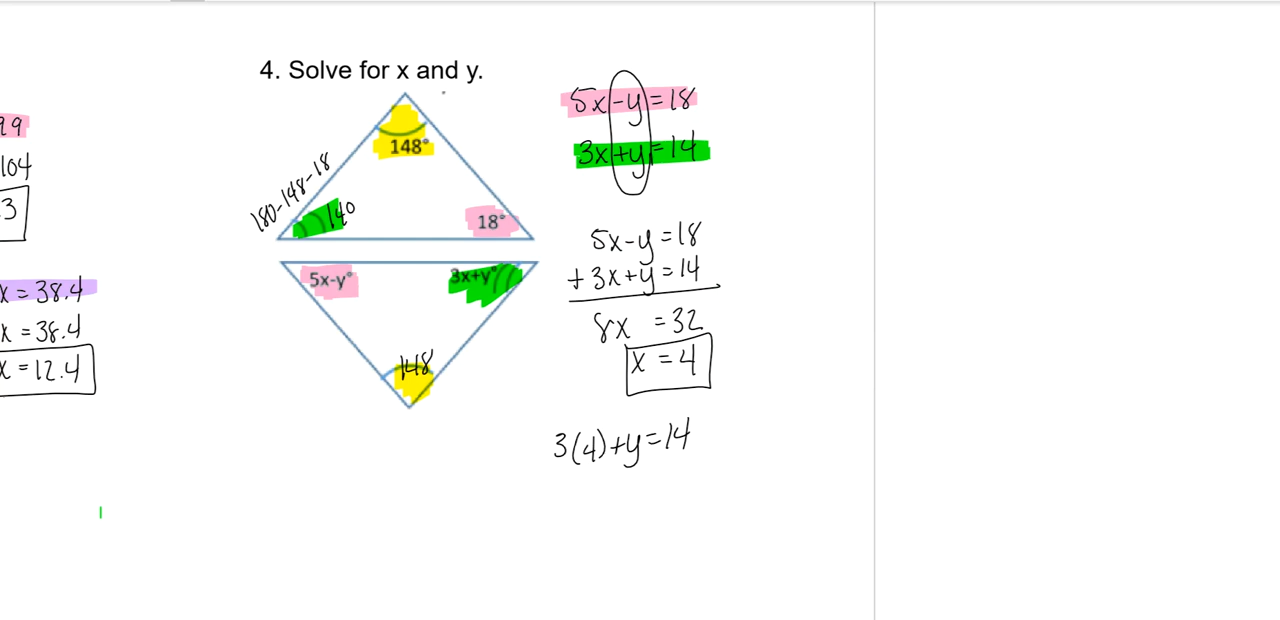 99
104
3
x = 38.4
x = 38.4
x = 12.4
4. Solve for x and y.
148°
180-148-18
14°
18°
5x-y°
3x+y°
148
5x-y=18
3x+y=14
5x-y=18
+ 3x+y=14
8x =32
x = 4
3(4)+y=14